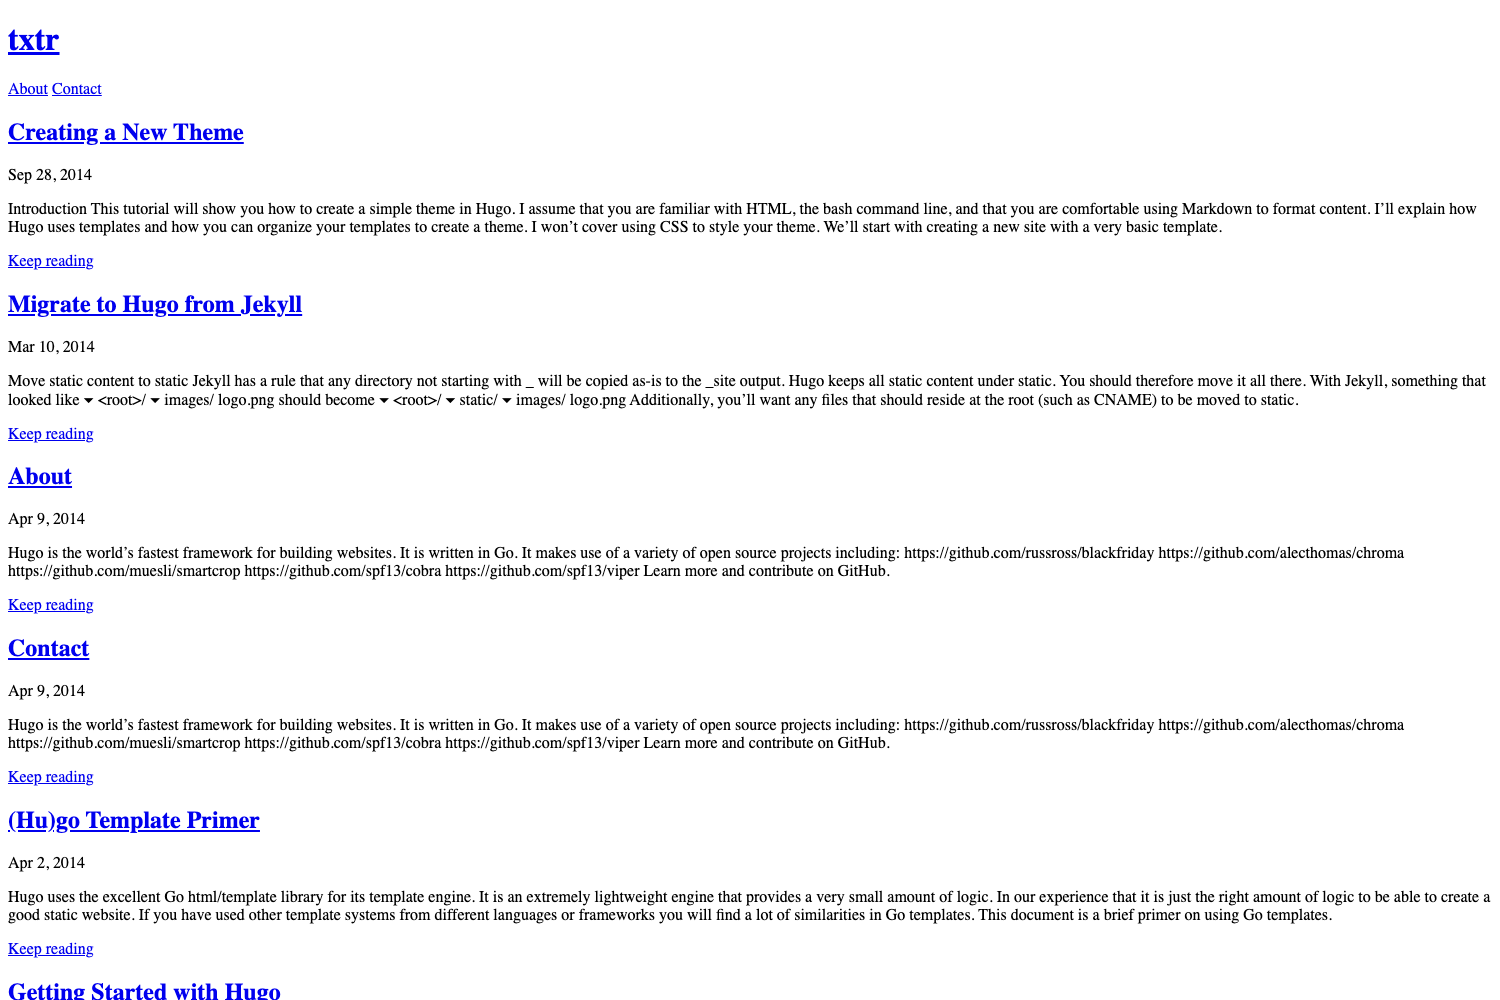 txtr
About Contact
Creating a New Theme
Sep 28, 2014
Introduction This tutorial will show you how to create a simple theme in Hugo. I assume that you are familiar with HTML, the bash command line, and that you are comfortable using Markdown to format content. I’ll explain how
Hugo uses templates and how you can organize your templates to create a theme. I won’t cover using CSS to style your theme. We’ll start with creating a new site with a very basic template.
Keep reading
Migrate to Hugo from Jekyll
Mar 10, 2014
Move static content to static Jekyll has a rule that any directory not starting with _ will be copied as-is to the _site output. Hugo keeps all static content under static. You should therefore move it all there. With Jekyll, something that
looked like ▾ <root>/ ▾ images/ logo.png should become ▾ <root>/ ▾ static/ ▾ images/ logo.png Additionally, you’ll want any files that should reside at the root (such as CNAME) to be moved to static.
Keep reading
About
Apr 9, 2014
Hugo is the world’s fastest framework for building websites. It is written in Go. It makes use of a variety of open source projects including: https://github.com/russross/blackfriday https://github.com/alecthomas/chroma
https://github.com/muesli/smartcrop https://github.com/spf13/cobra https://github.com/spf13/viper Learn more and contribute on GitHub.
Keep reading
Contact
Apr 9, 2014
Hugo is the world’s fastest framework for building websites. It is written in Go. It makes use of a variety of open source projects including: https://github.com/russross/blackfriday https://github.com/alecthomas/chroma
https://github.com/muesli/smartcrop https://github.com/spf13/cobra https://github.com/spf13/viper Learn more and contribute on GitHub.
Keep reading
(Hu)go Template Primer
Apr 2, 2014
Hugo uses the excellent Go html/template library for its template engine. It is an extremely lightweight engine that provides a very small amount of logic. In our experience that it is just the right amount of logic to be able to create a
good static website. If you have used other template systems from different languages or frameworks you will find a lot of similarities in Go templates. This document is a brief primer on using Go templates.
Keep reading
Getting Started with Hugo